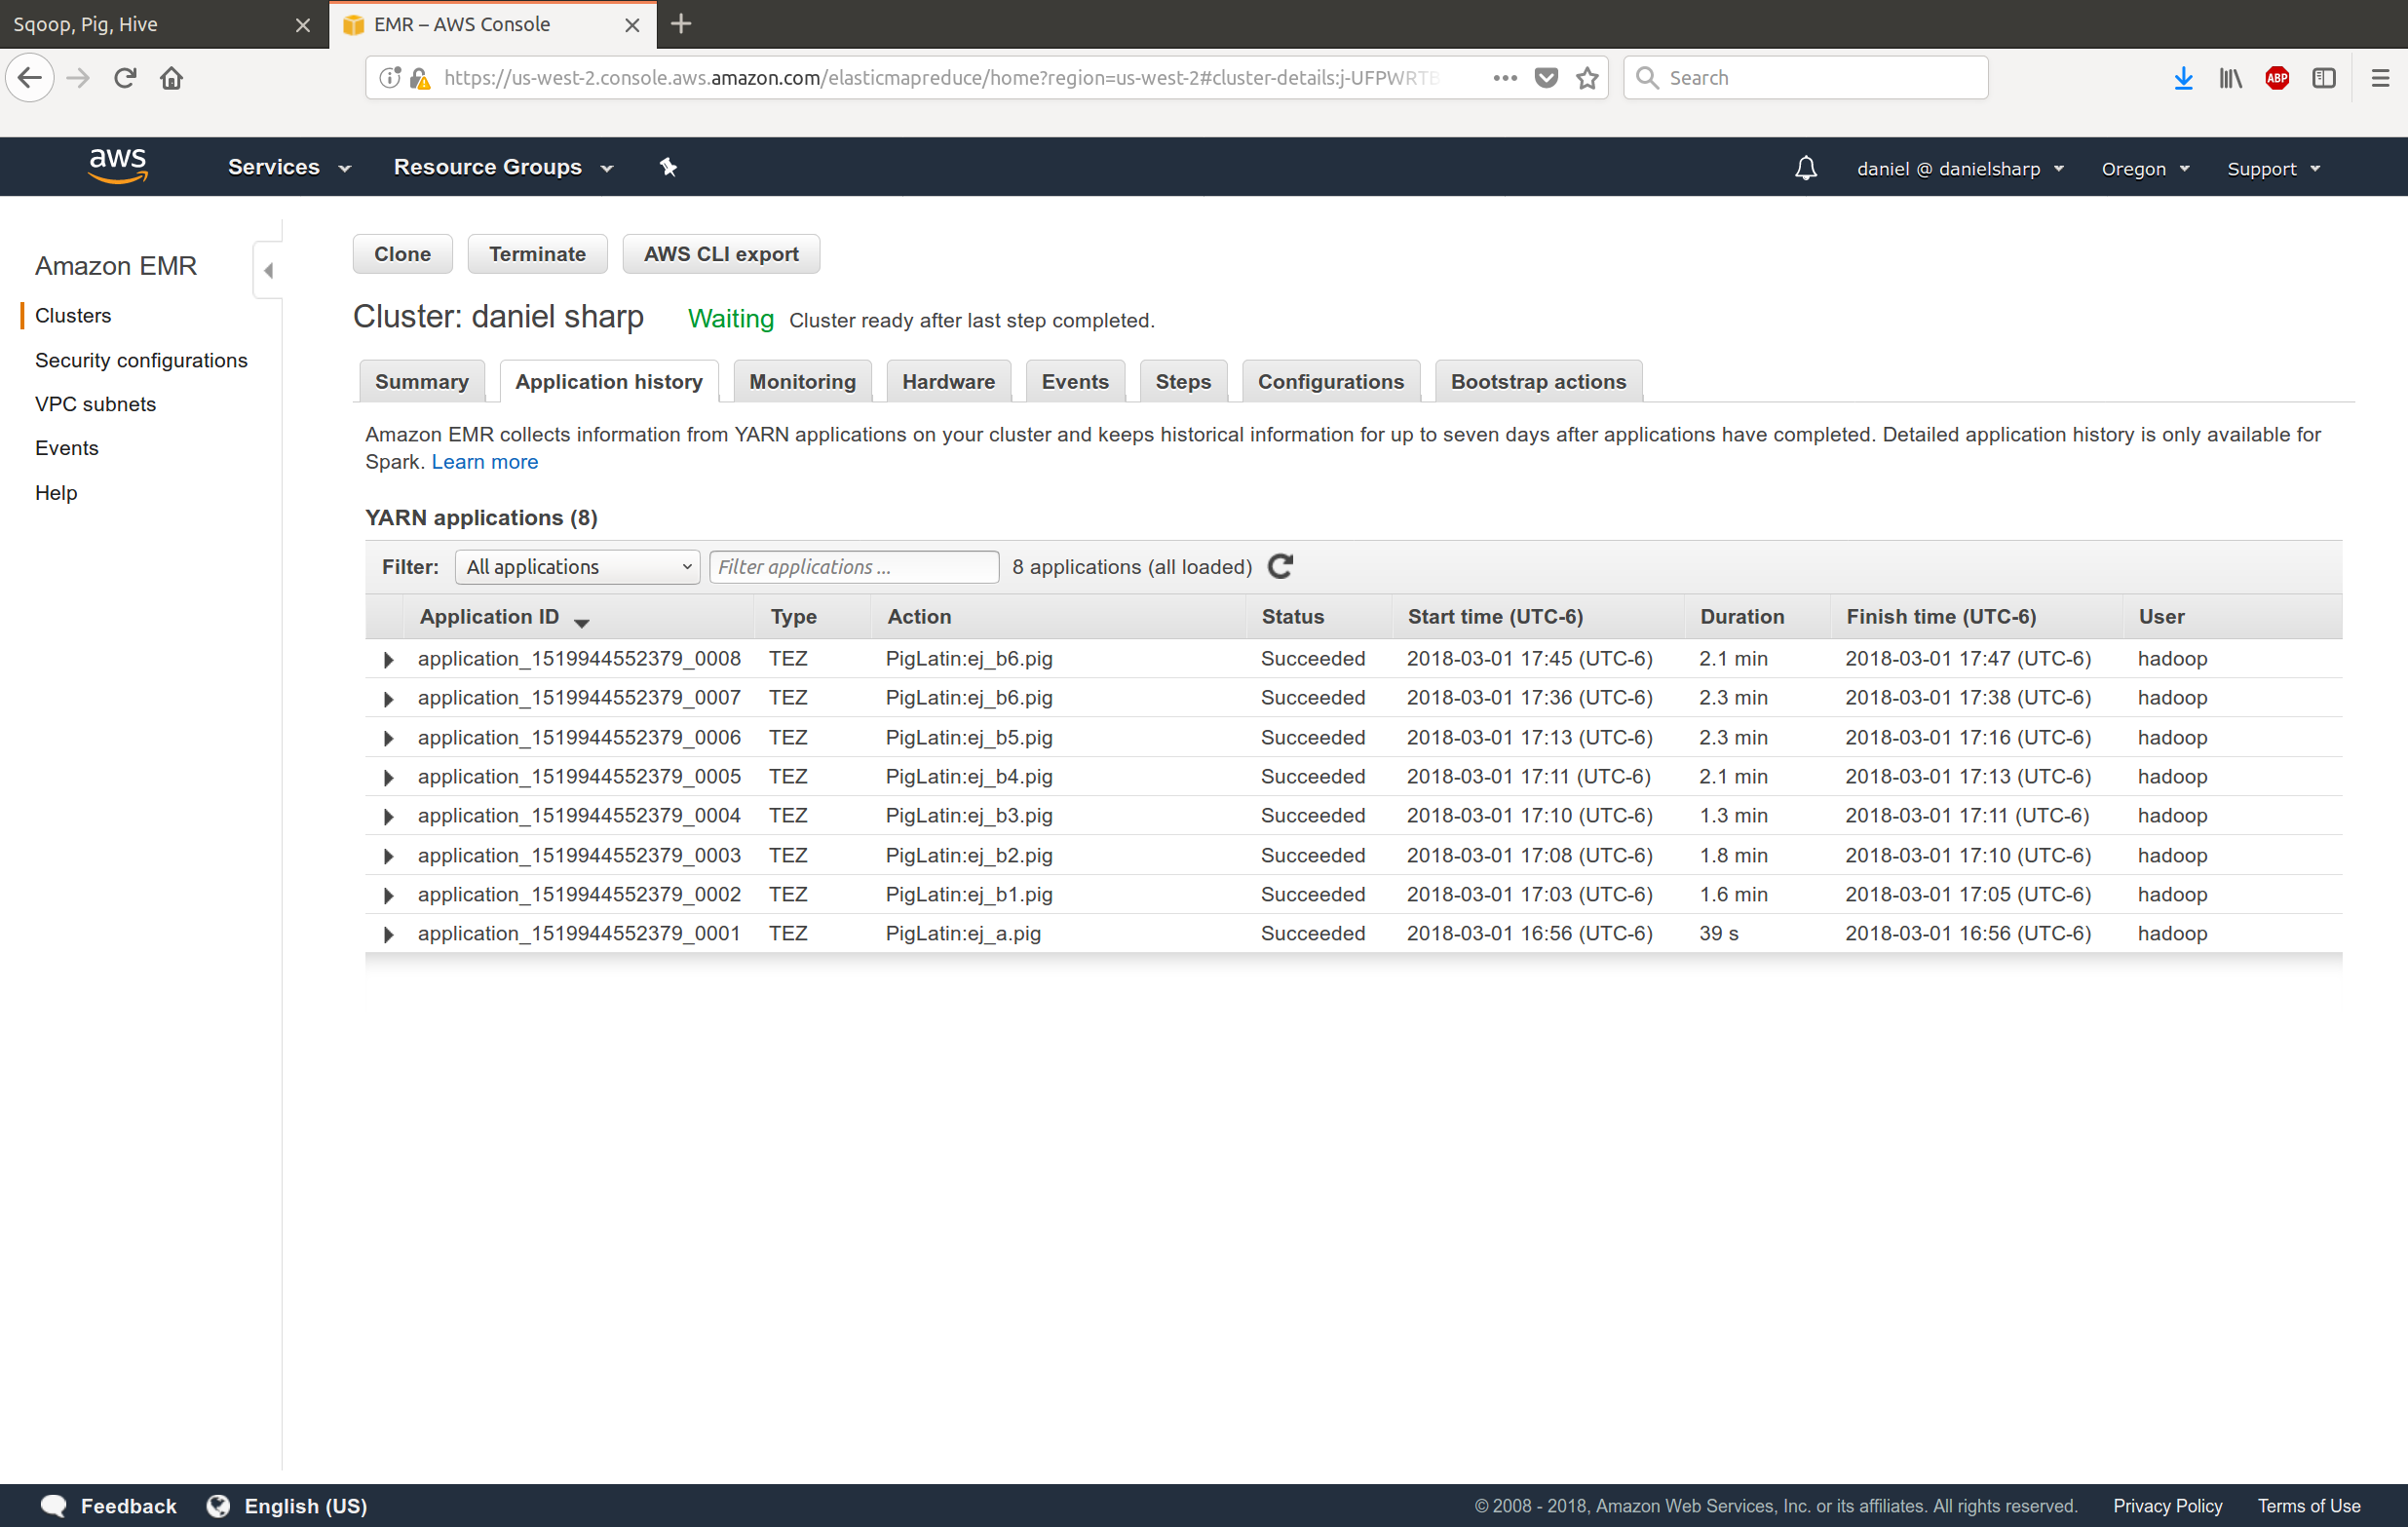 Sqoop, Pig, Hive
EMR – AWS Console
https://us-west-2.console.aws.amazon.com/elasticmapreduce/home?region=us-west-2#cluster-details:j-UFPWRTB
Search
ABP
aws
Services
Resource Groups
daniel @ danielsharp
Oregon
Support
Amazon EMR
Clusters
Security configurations
VPC subnets
Events
Help
Clone
Terminate
AWS CLI export
Cluster: daniel sharp Waiting Cluster ready after last step completed.
Summary Application history Monitoring Hardware Events Steps Configurations Bootstrap actions
Amazon EMR collects information from YARN applications on your cluster and keeps historical information for up to seven days after applications have completed. Detailed application history is only available for
Spark. Learn more
YARN applications (8)
Filter: All applications Filter applications ... 8 applications (all loaded)
Application ID Type Action Status Start time (UTC-6) Duration Finish time (UTC-6) User
application_1519944552379_0008 TEZ PigLatin:ej_b6.pig Succeeded 2018-03-01 17:45 (UTC-6) 2.1 min 2018-03-01 17:47 (UTC-6) hadoop
application_1519944552379_0007 TEZ PigLatin:ej_b6.pig Succeeded 2018-03-01 17:36 (UTC-6) 2.3 min 2018-03-01 17:38 (UTC-6) hadoop
application_1519944552379_0006 TEZ PigLatin:ej_b5.pig Succeeded 2018-03-01 17:13 (UTC-6) 2.3 min 2018-03-01 17:16 (UTC-6) hadoop
application_1519944552379_0005 TEZ PigLatin:ej_b4.pig Succeeded 2018-03-01 17:11 (UTC-6) 2.1 min 2018-03-01 17:13 (UTC-6) hadoop
application_1519944552379_0004 TEZ PigLatin:ej_b3.pig Succeeded 2018-03-01 17:10 (UTC-6) 1.3 min 2018-03-01 17:11 (UTC-6) hadoop
application_1519944552379_0003 TEZ PigLatin:ej_b2.pig Succeeded 2018-03-01 17:08 (UTC-6) 1.8 min 2018-03-01 17:10 (UTC-6) hadoop
application_1519944552379_0002 TEZ PigLatin:ej_b1.pig Succeeded 2018-03-01 17:03 (UTC-6) 1.6 min 2018-03-01 17:05 (UTC-6) hadoop
application_1519944552379_0001 TEZ PigLatin:ej_a.pig Succeeded 2018-03-01 16:56 (UTC-6) 39 s 2018-03-01 16:56 (UTC-6) hadoop
Feedback English (US) © 2008 - 2018, Amazon Web Services, Inc. or its affiliates. All rights reserved. Privacy Policy Terms of Use